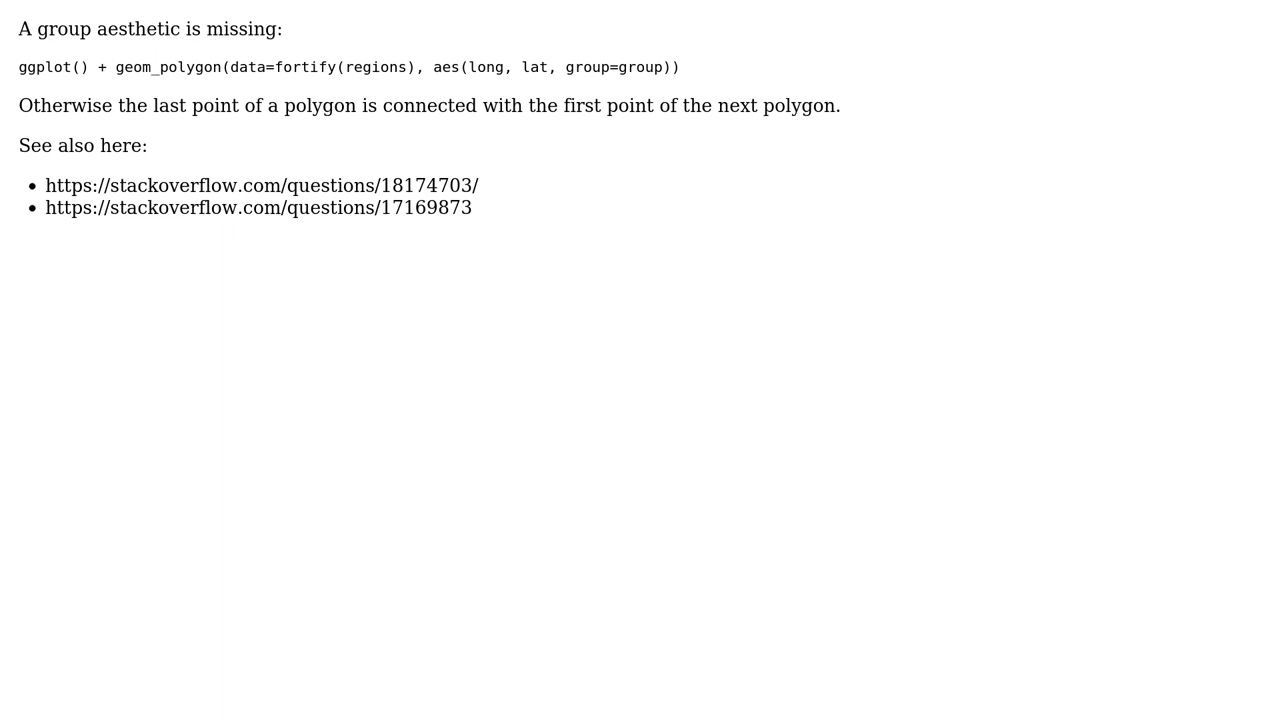 A group aesthetic is missing:
ggplot() + geom_polygon(data=fortify(regions), aes(long, lat, group=group))
Otherwise the last point of a polygon is connected with the first point of the next polygon.
See also here:
• https://stackoverflow.com/questions/18174703/
• https://stackoverflow.com/questions/17169873